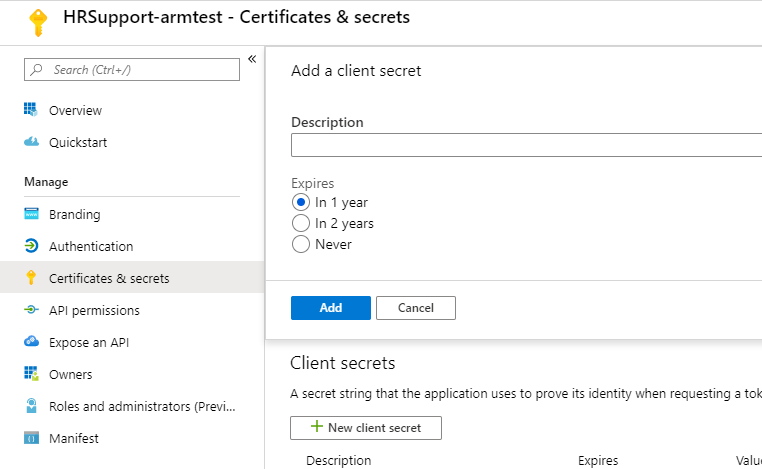 HRSupport-armtest - Certificates & secrets
Search (Ctrl+/)
«
Overview
Quickstart
Manage
Branding
Authentication
Certificates & secrets
API permissions
Expose an API
Owners
Roles and administrators (Previ...
Manifest
Add a client secret
Description
Expires
In 1 year
In 2 years
Never
Add
Cancel
Client secrets
A secret string that the application uses to prove its identity when requesting a tok
New client secret
Description Expires Valu